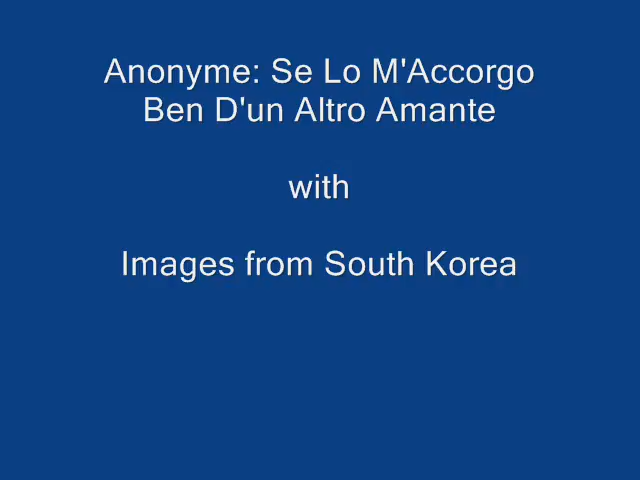 Anonyme: Se Lo M'Accorgo
Ben D'un Altro Amante
with
Images from South Korea